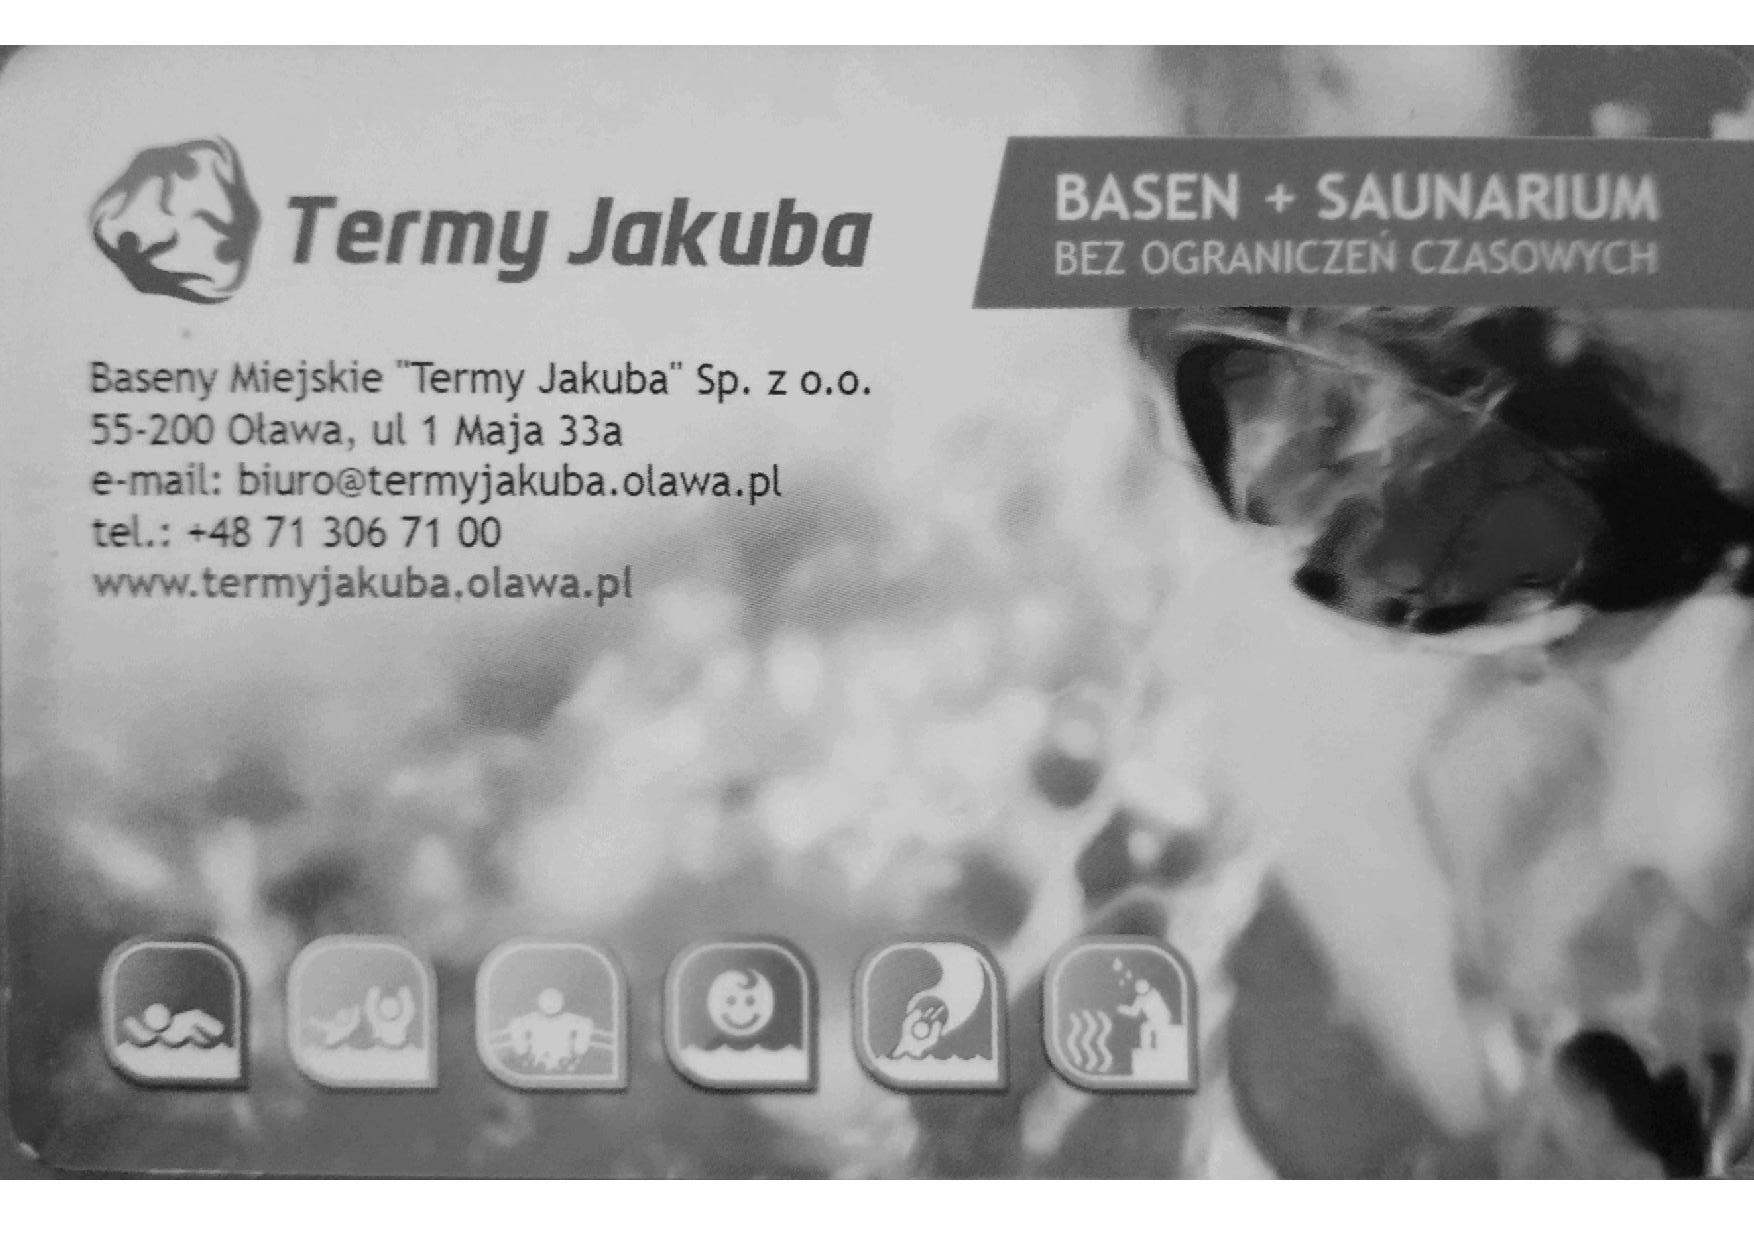 Termy Jakuba
BASEN + SAUNARIUM
BEZ OGRANICZEŃ CZASOWYCH
Baseny Miejskie "Termy Jakuba" Sp. z o.o.
55-200 Oława, ul 1 Maja 33a
e-mail: biuro@termyjakuba.olawa.pl
tel.: +48 71 306 71 00
www.termyjakuba.olawa.pl